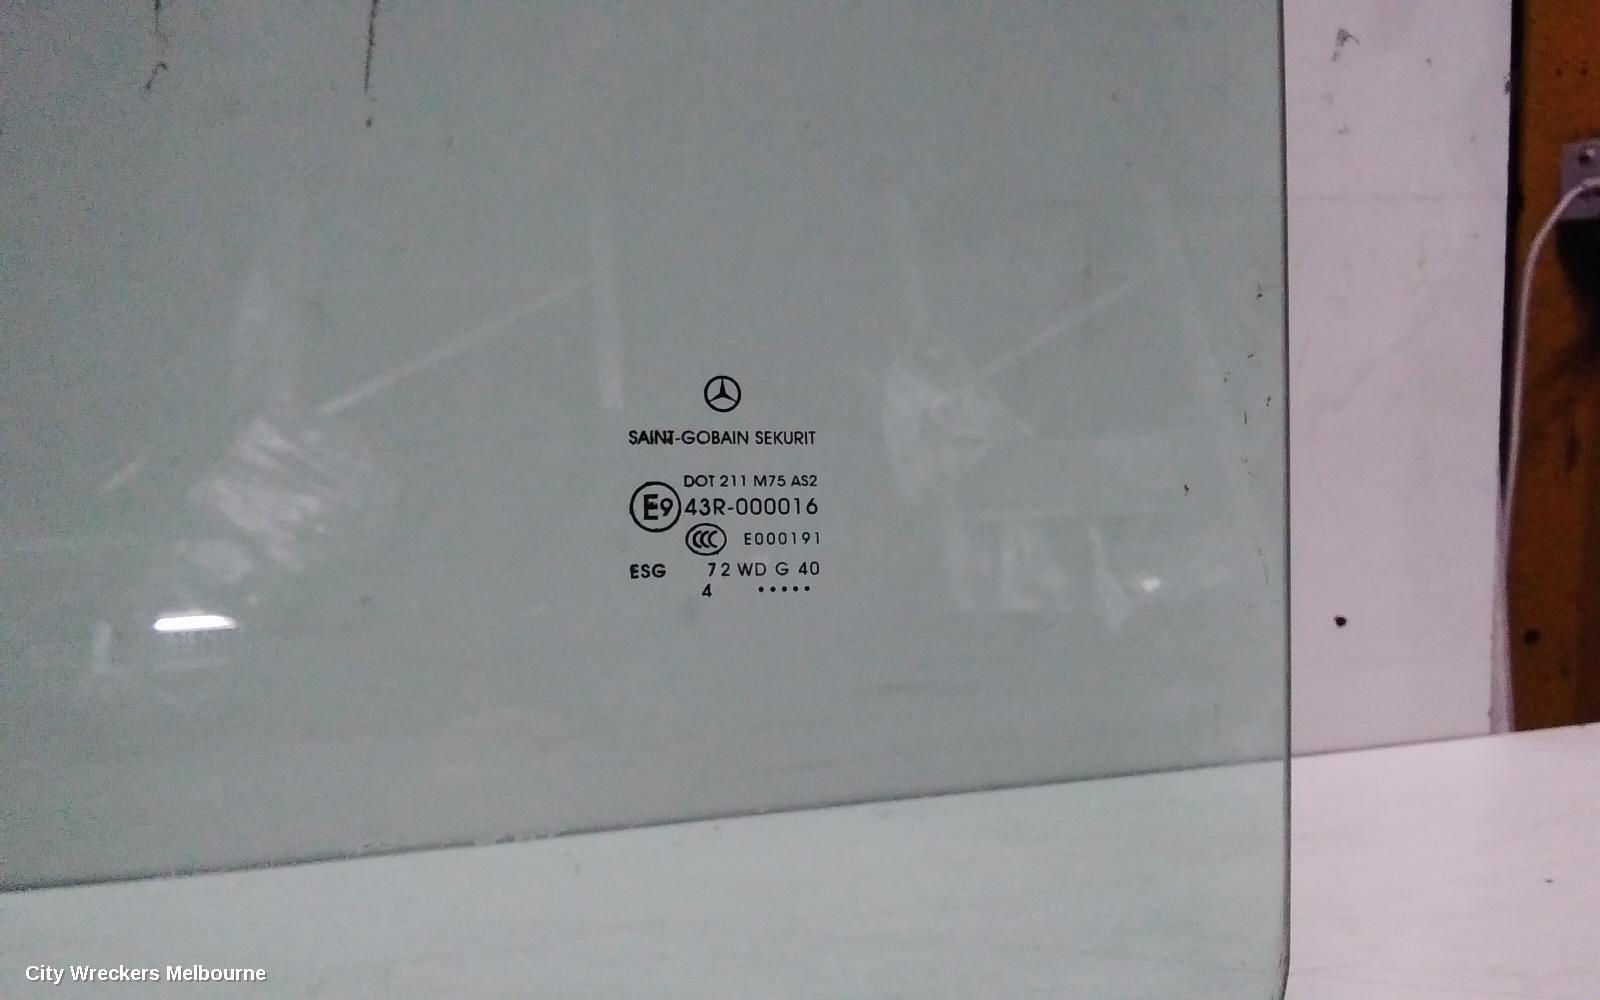 SAINT-GOBAIN SEKURIT
DOT 211 M75 AS2
E9 43R-000016
CCC E000191
ESG 72 WD G 40
4 •••••
City Wreckers Melbourne